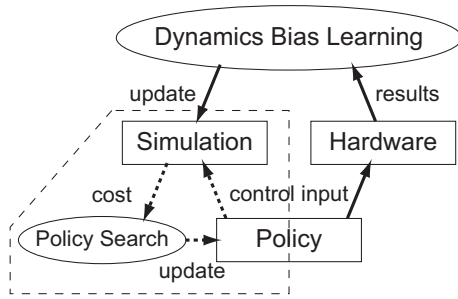 Dynamics Bias Learning
update
results
Simulation
Hardware
cost
control input
Policy Search
Policy
update